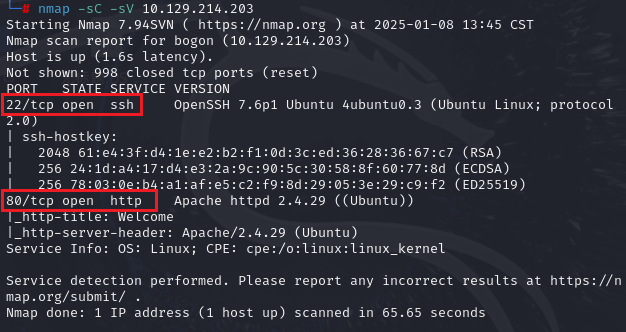 └─# nmap -sC -sV 10.129.214.203
Starting Nmap 7.94SVN ( https://nmap.org ) at 2025-01-08 13:45 CST
Nmap scan report for bogon (10.129.214.203)
Host is up (1.6s latency).
Not shown: 998 closed tcp ports (reset)
PORT   STATE SERVICE VERSION
22/tcp open  ssh     OpenSSH 7.6p1 Ubuntu 4ubuntu0.3 (Ubuntu Linux; protocol
2.0)
| ssh-hostkey:
|   2048 61:e4:3f:d4:1e:e2:b2:f1:0d:3c:ed:36:28:36:67:c7 (RSA)
|   256 24:1d:a4:17:d4:e3:2a:9c:90:5c:30:58:8f:60:77:8d (ECDSA)
|   256 78:03:0e:b4:a1:af:e5:c2:f9:8d:29:05:3e:29:c9:f2 (ED25519)
80/tcp open  http    Apache httpd 2.4.29 ((Ubuntu))
|_http-title: Welcome
|_http-server-header: Apache/2.4.29 (Ubuntu)
Service Info: OS: Linux; CPE: cpe:/o:linux:linux_kernel

Service detection performed. Please report any incorrect results at https://n
map.org/submit/ .
Nmap done: 1 IP address (1 host up) scanned in 65.65 seconds